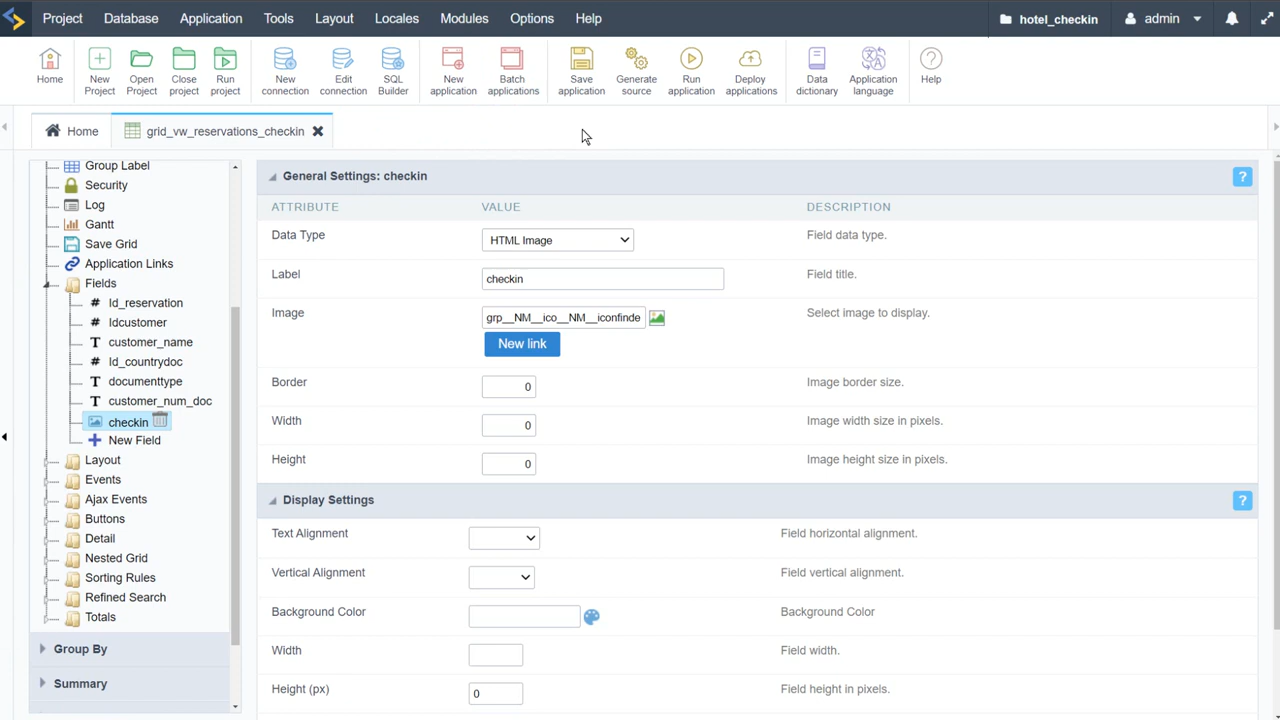 Project Database Application Tools Layout Locales Modules Options Help hotel_checkin admin
Home New Project Open Project Close project Run project New connection Edit connection SQL Builder New application Batch applications Save application Generate source Run application Deploy applications Data dictionary Application language Help
Home grid_vw_reservations_checkin
Group Label
Security
Log
Gantt
Save Grid
Application Links
Fields
Id_reservation
Idcustomer
customer_name
Id_countrydoc
documenttype
customer_num_doc
checkin
New Field
Layout
Events
Ajax Events
Buttons
Detail
Nested Grid
Sorting Rules
Refined Search
Totals
Group By
Summary
General Settings: checkin ?
ATTRIBUTE VALUE DESCRIPTION
Data Type HTML Image Field data type.
Label checkin Field title.
Image grp__NM__ico__NM__iconfinde Select image to display.
New link
Border 0 Image border size.
Width 0 Image width size in pixels.
Height 0 Image height size in pixels.
Display Settings ?
Text Alignment Field horizontal alignment.
Vertical Alignment Field vertical alignment.
Background Color Background Color
Width Field width.
Height (px) 0 Field height in pixels.